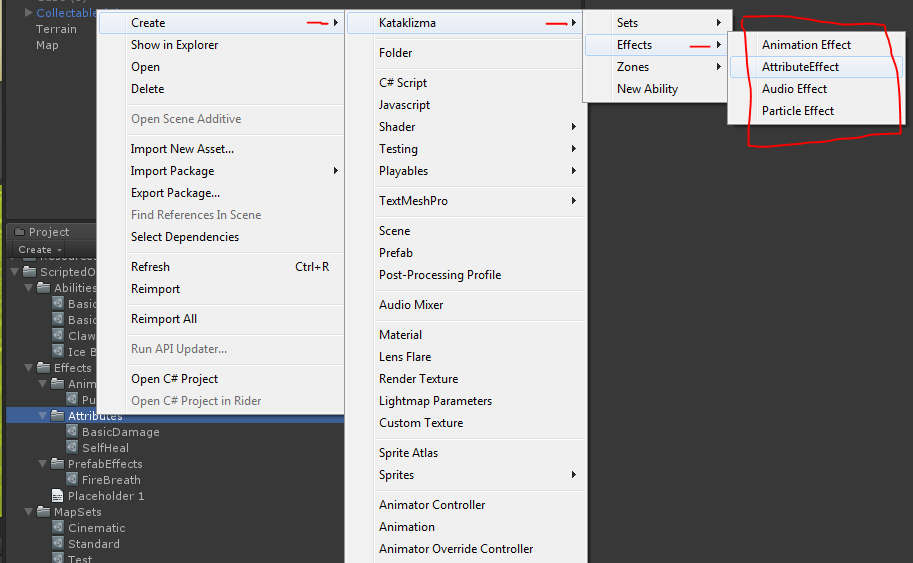 Collectable
Terrain
Map
Project
Create
ScriptedO
Abilities
Basic
Basic
Claw
Ice B
Effects
Anim
Pu
Attributes
BasicDamage
SelfHeal
PrefabEffects
FireBreath
Placeholder 1
MapSets
Cinematic
Standard
Test
Create
Show in Explorer
Open
Delete
Open Scene Additive
Import New Asset...
Import Package
Export Package...
Find References In Scene
Select Dependencies
Refresh Ctrl+R
Reimport
Reimport All
Run API Updater...
Open C# Project
Open C# Project in Rider
Kataklizma
Folder
C# Script
Javascript
Shader
Testing
Playables
TextMeshPro
Scene
Prefab
Post-Processing Profile
Audio Mixer
Material
Lens Flare
Render Texture
Lightmap Parameters
Custom Texture
Sprite Atlas
Sprites
Animator Controller
Animation
Animator Override Controller
Sets
Effects
Zones
New Ability
Animation Effect
AttributeEffect
Audio Effect
Particle Effect